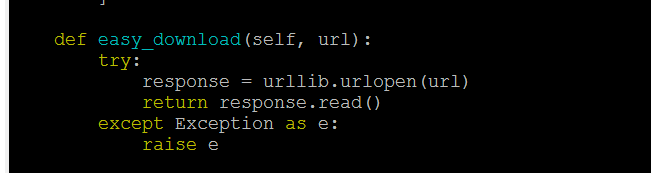 def easy_download(self, url):
try:
response = urllib.urlopen(url)
return response.read()
except Exception as e:
raise e